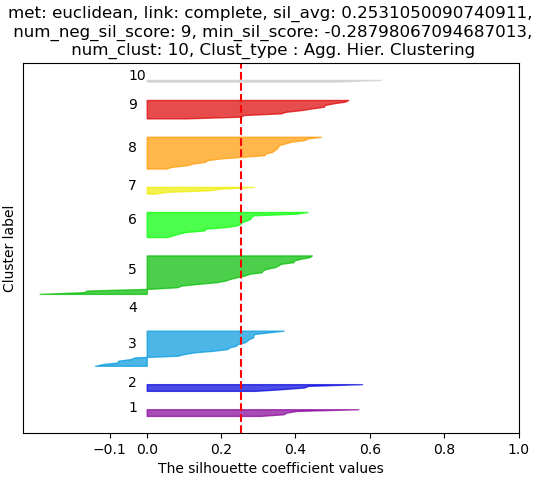 met: euclidean, link: complete, sil_avg: 0.2531050090740911,
num_neg_sil_score: 9, min_sil_score: -0.28798067094687013,
num_clust: 10, Clust_type : Agg. Hier. Clustering
10
9
8
7
6
5
4
3
2
1
Cluster label
−0.1 0.0 0.2 0.4 0.6 0.8 1.0
The silhouette coefficient values